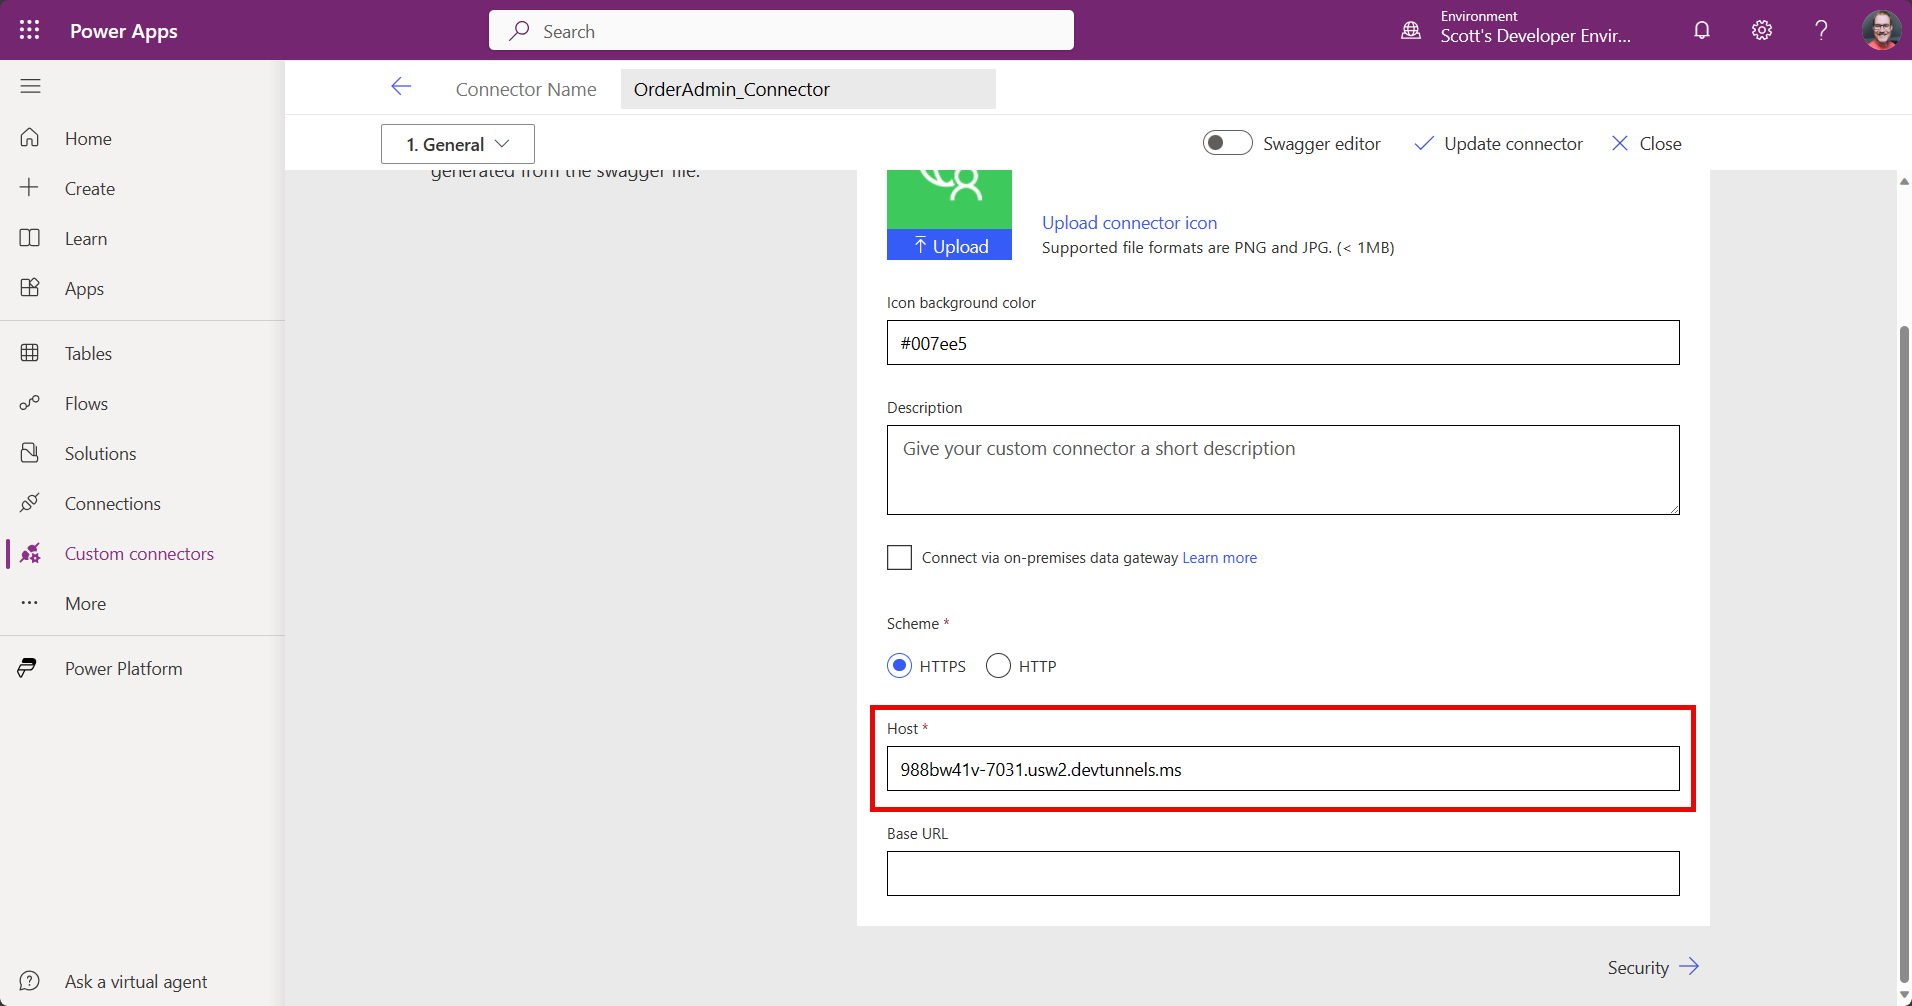 Power Apps
Search
Environment
Scott's Developer Envir...
Connector Name
OrderAdmin_Connector
1. General
Swagger editor
Update connector
Close
Home
Create
Learn
Apps
Tables
Flows
Solutions
Connections
Custom connectors
More
Power Platform
Ask a virtual agent
generated from the swagger file.
Upload
Upload connector icon
Supported file formats are PNG and JPG. (< 1MB)
Icon background color
#007ee5
Description
Give your custom connector a short description
Connect via on-premises data gateway Learn more
Scheme *
HTTPS HTTP
Host *
988bw41v-7031.usw2.devtunnels.ms
Base URL
Security